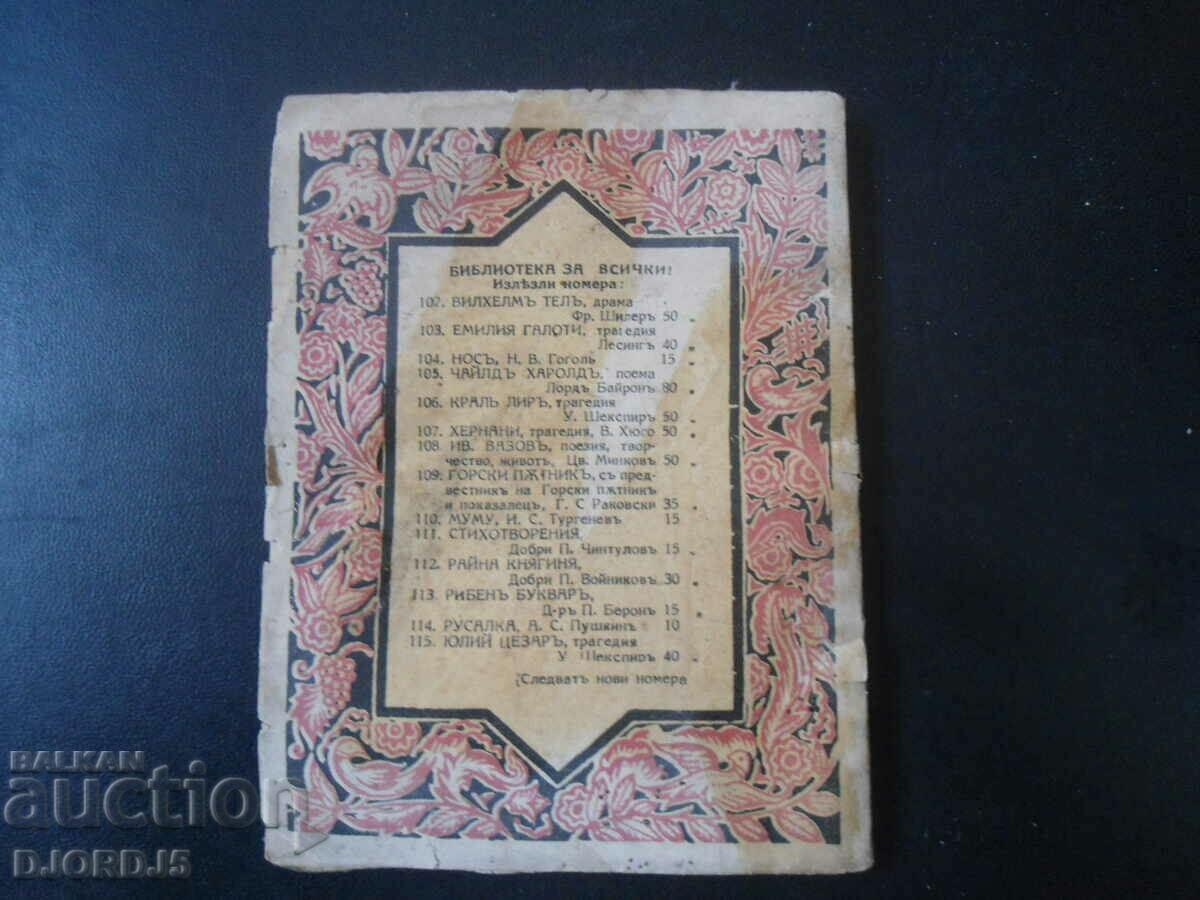 БИБЛИОТЕКА ЗА ВСИЧКИ!
Излѣзли номера:
102. ВИЛХЕЛМЪ ТЕЛЪ, драма
Фр. Шилеръ 50 „
103. ЕМИЛИЯ ГАЛОТИ, трагедия
Лесингъ 40 „
104. НОСЪ, Н. В. Гоголь 15 „
105. ЧАЙЛДЪ ХАРОЛДЪ, поема
Лордъ Байронъ 80 „
106. КРАЛЬ ЛИРЪ, трагедия
У. Шекспиръ 50 „
107. ХЕРНАНИ, трагедия, В. Хюго 50 „
108. ИВ. ВАЗОВЪ, поезия, твор-
чество, животъ, Цв. Минковъ 50 „
109. ГОРСКИ ПѪТНИКЪ, съ пред-
вестникъ на Горски пѫтникъ
и показалецъ, Г. С Раковски 35 „
110. МУМУ, И. С. Тургеневъ 15
111. СТИХОТВОРЕНИЯ,
Добри П. Чинтуловъ 15 „
112. РАЙНА КНЯГИНЯ,
Добри П. Войниковъ 30 „
113. РИБЕНЪ БУКВАРЪ,
Д-ръ П. Беронъ 15 „
114. РУСАЛКА, А. С. Пушкинъ 10
115. ЮЛИЙ ЦЕЗАРЪ, трагедия
У Шекспиръ 40 „
(Следватъ нови номера
BALKAN
auction
DJORDJ5